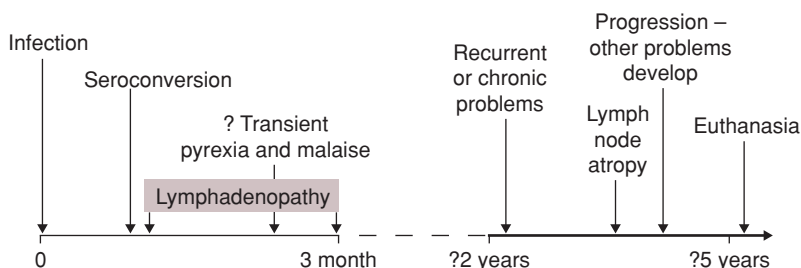 Infection
Seroconversion
? Transient
pyrexia and malaise
Lymphadenopathy
Recurrent
or chronic
problems
Progression –
other problems
develop
Lymph
node
atropy
Euthanasia
0
3 month
?2 years
?5 years